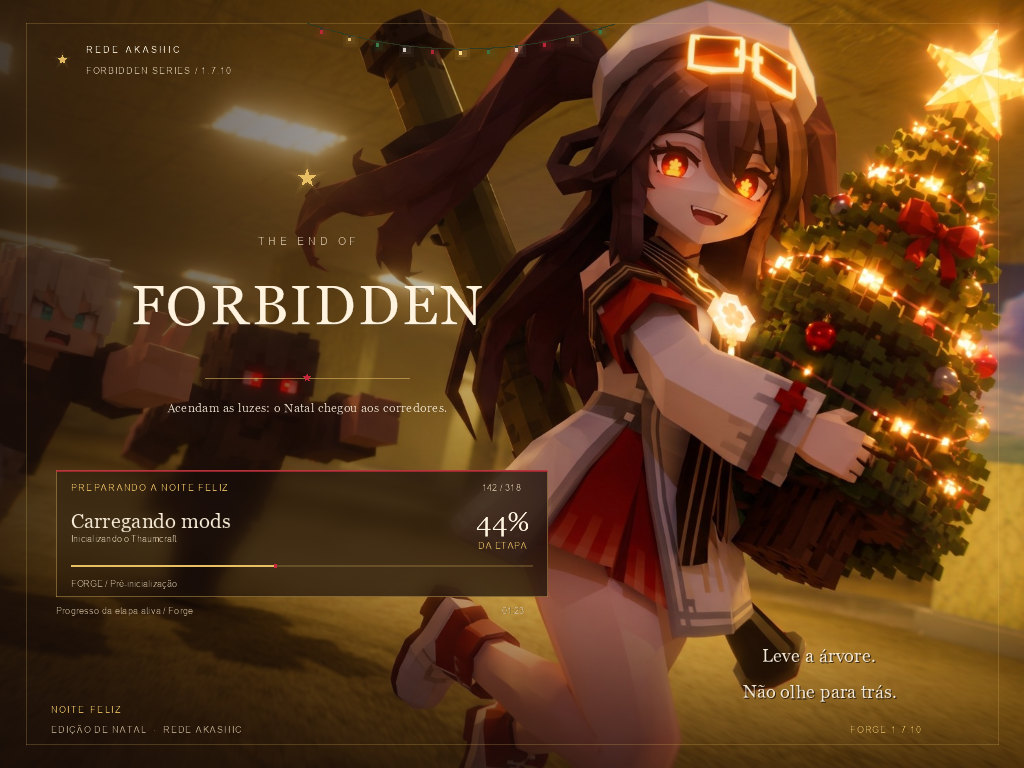 REDE AKASHIC
FORBIDDEN SERIES / 1.7.10
THE END OF
FORBIDDEN
Acendam as luzes: o Natal chegou aos corredores.
PREPARANDO A NOITE FELIZ
142 / 318
Carregando mods
44%
Inicializando o Thaumcraft
DA ETAPA
FORGE / Pré-inicialização
Progresso da etapa ativa / Forge
01:23
Leve a árvore.
Não olhe para trás.
NOITE FELIZ
EDIÇÃO DE NATAL · REDE AKASHIC
FORGE 1.7.10